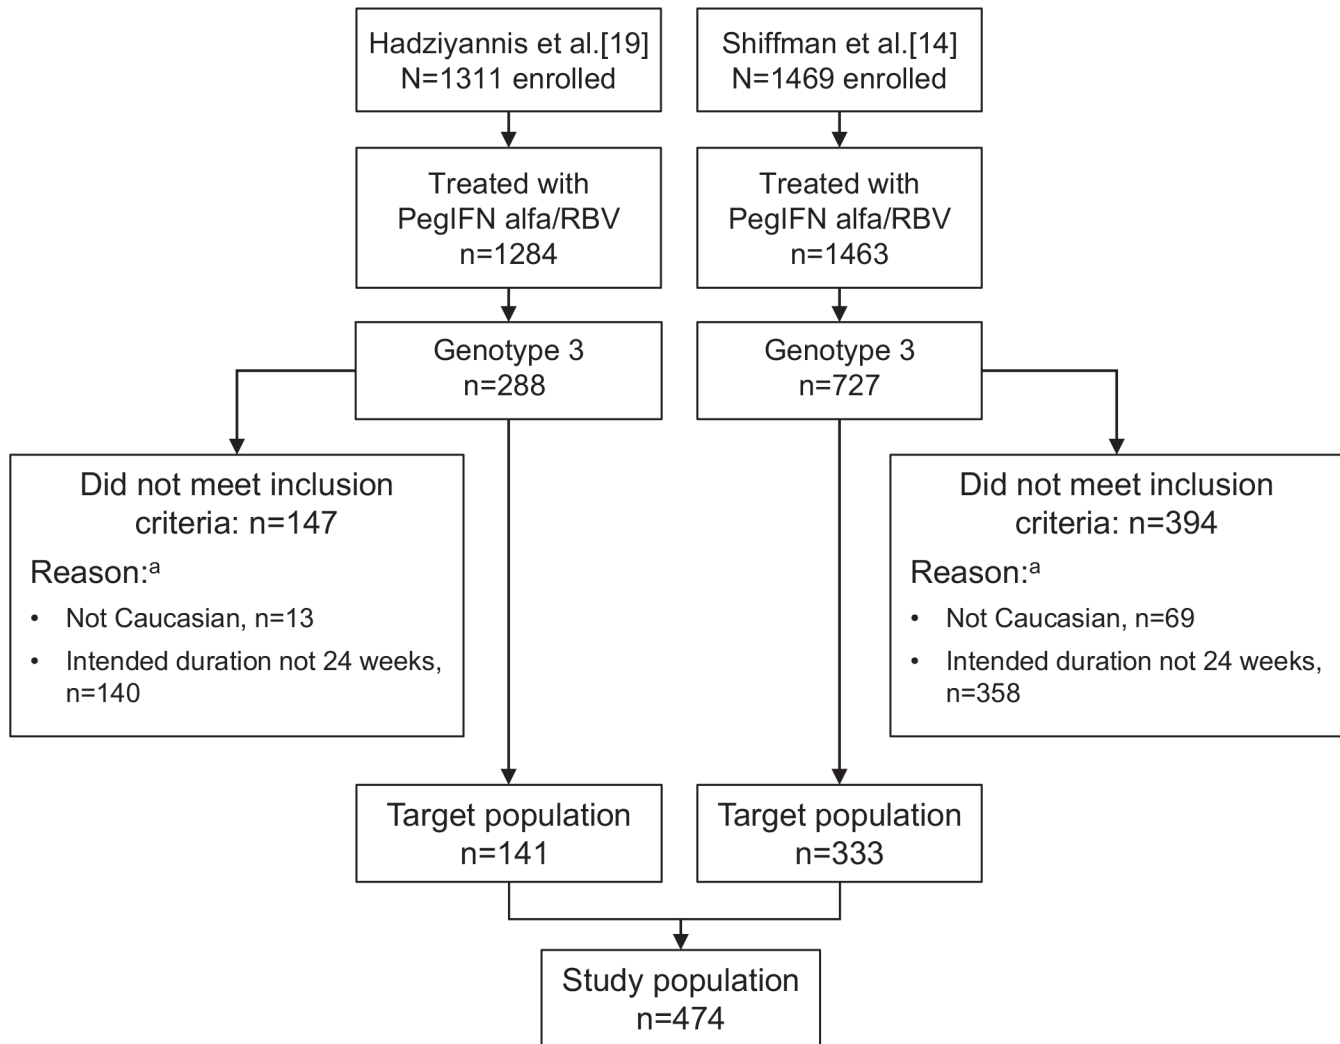 Hadziyannis et al.[19]
N=1311 enrolled
Shiffman et al.[14]
N=1469 enrolled
Treated with
PegIFN alfa/RBV
n=1284
Treated with
PegIFN alfa/RBV
n=1463
Genotype 3
n=288
Genotype 3
n=727
Did not meet inclusion
criteria: n=147
Reason:ᵃ
• Not Caucasian, n=13
• Intended duration not 24 weeks,
n=140
Did not meet inclusion
criteria: n=394
Reason:ᵃ
• Not Caucasian, n=69
• Intended duration not 24 weeks,
n=358
Target population
n=141
Target population
n=333
Study population
n=474